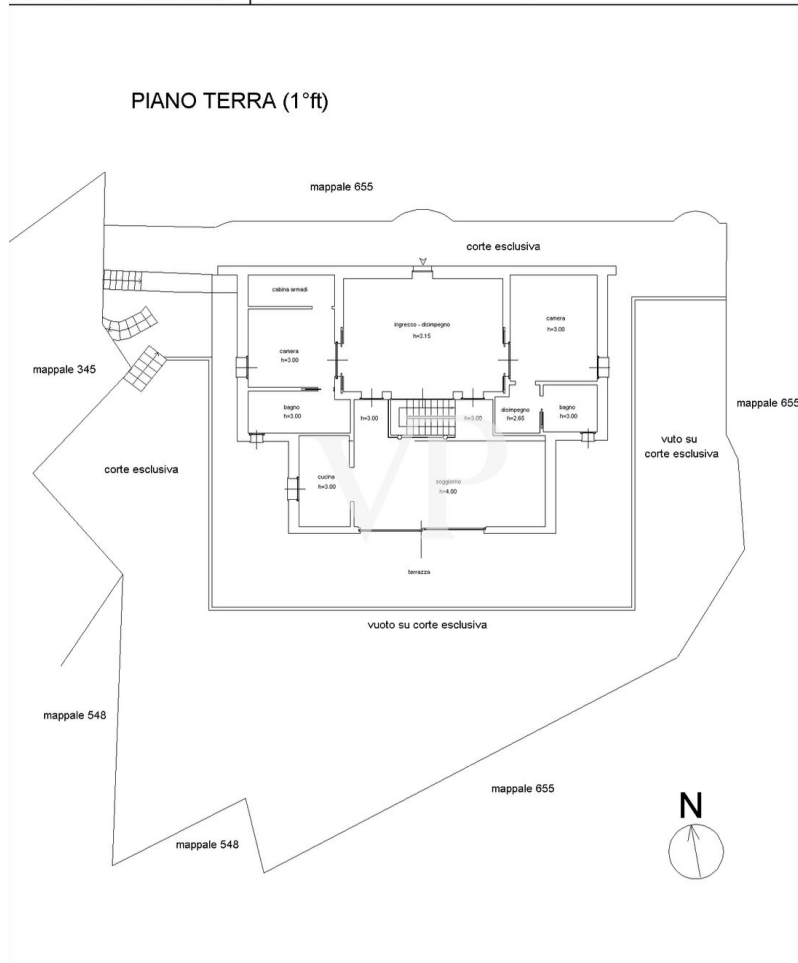 PIANO TERRA (1°ft)
mappale 655
corte esclusiva
cabina armadi
ingresso - disimpegno
h=3.15
camera
h=3.00
camera
h=3.00
mappale 345
mappale 655
bagno
h=3.00
h=3.00
h=3.00
disimpegno
h=2.65
bagno
h=3.00
vuto su
corte esclusiva
corte esclusiva
cucina
h=3.00
soggiorno
h=4.00
VP
terrazza
vuoto su corte esclusiva
mappale 548
mappale 655
N
mappale 548